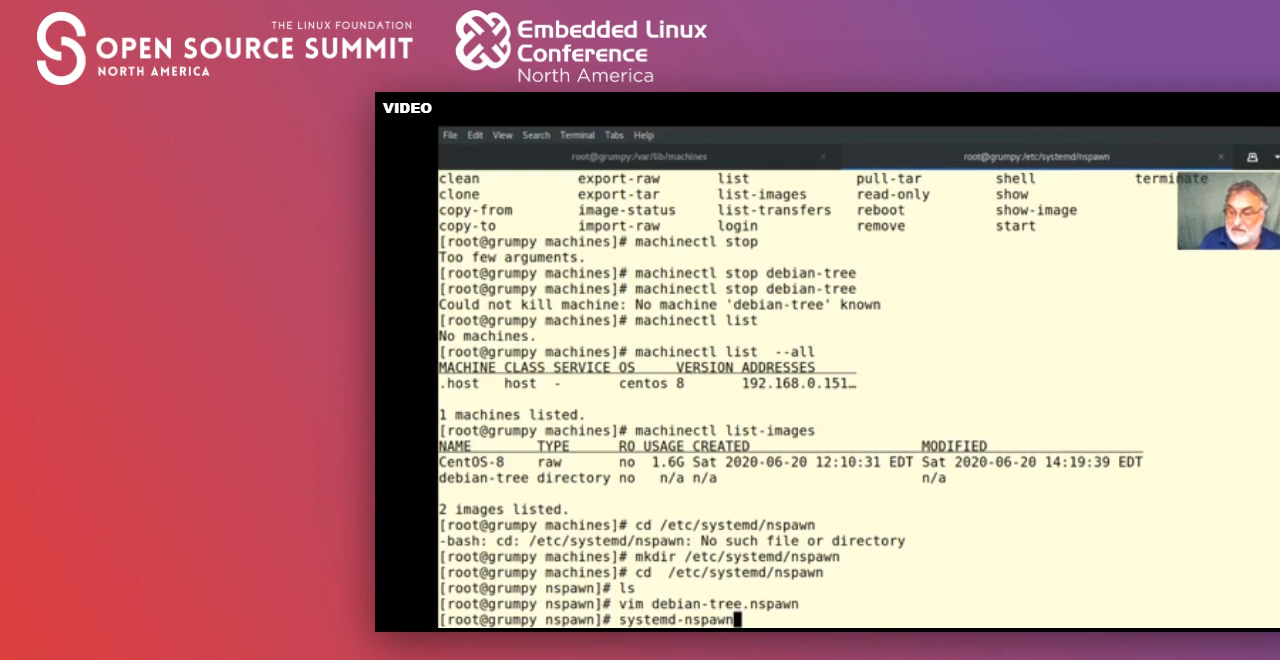 THE LINUX FOUNDATION
OPEN SOURCE SUMMIT
NORTH AMERICA
Embedded Linux
Conference
North America
VIDEO
File Edit View Search Terminal Tabs Help
root@grumpy:/var/lib/machines × root@grumpy:/etc/systemd/nspawn ×
clean export-raw list pull-tar shell terminate
clone export-tar list-images read-only show
copy-from image-status list-transfers reboot show-image
copy-to import-raw login remove start
[root@grumpy machines]# machinectl stop
Too few arguments.
[root@grumpy machines]# machinectl stop debian-tree
[root@grumpy machines]# machinectl stop debian-tree
Could not kill machine: No machine 'debian-tree' known
[root@grumpy machines]# machinectl list
No machines.
[root@grumpy machines]# machinectl list --all
MACHINE CLASS SERVICE OS VERSION ADDRESSES
.host host - centos 8 192.168.0.151…
1 machines listed.
[root@grumpy machines]# machinectl list-images
NAME TYPE RO USAGE CREATED MODIFIED
CentOS-8 raw no 1.6G Sat 2020-06-20 12:10:31 EDT Sat 2020-06-20 14:19:39 EDT
debian-tree directory no n/a n/a n/a
2 images listed.
[root@grumpy machines]# cd /etc/systemd/nspawn
-bash: cd: /etc/systemd/nspawn: No such file or directory
[root@grumpy machines]# mkdir /etc/systemd/nspawn
[root@grumpy machines]# cd /etc/systemd/nspawn
[root@grumpy nspawn]# ls
[root@grumpy nspawn]# vim debian-tree.nspawn
[root@grumpy nspawn]# systemd-nspawn